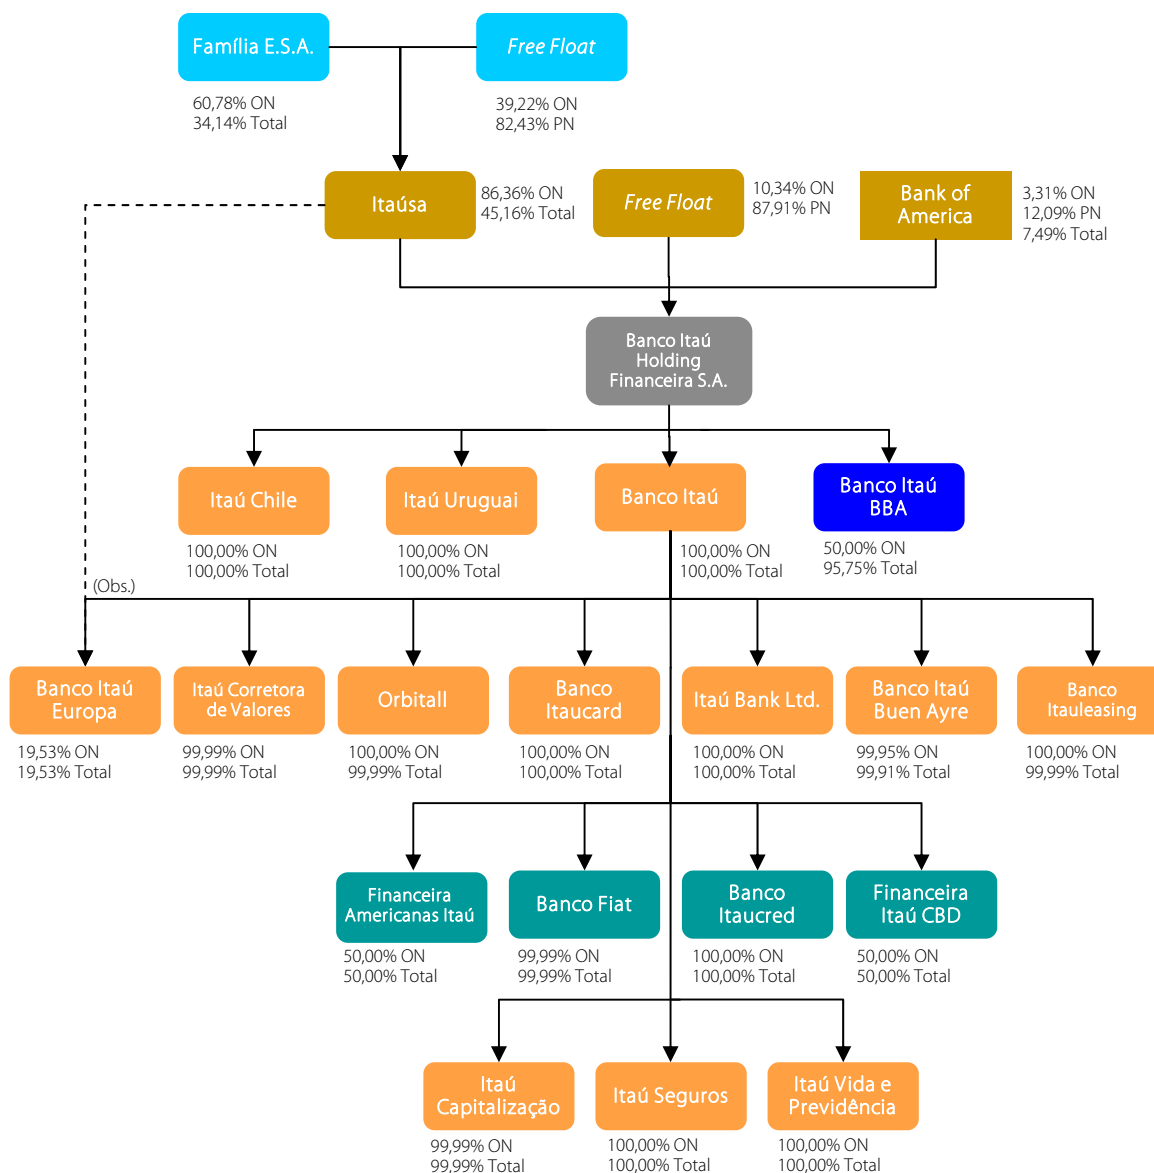 Família E.S.A.
Free Float
60,78% ON
34,14% Total
39,22% ON
82,43% PN
Itaúsa
86,36% ON
45,16% Total
Free Float
10,34% ON
87,91% PN
Bank of
America
3,31% ON
12,09% PN
7,49% Total
Banco Itaú
Holding
Financeira S.A.
Itaú Chile
Itaú Uruguai
Banco Itaú
Banco Itaú
BBA
100,00% ON
100,00% Total
100,00% ON
100,00% Total
100,00% ON
100,00% Total
50,00% ON
95,75% Total
(Obs.)
Banco Itaú
Europa
Itaú Corretora
de Valores
Orbitall
Banco
Itaucard
Itaú Bank Ltd.
Banco Itaú
Buen Ayre
Banco
Itauleasing
19,53% ON
19,53% Total
99,99% ON
99,99% Total
100,00% ON
99,99% Total
100,00% ON
100,00% Total
100,00% ON
100,00% Total
99,95% ON
99,91% Total
100,00% ON
99,99% Total
Financeira
Americanas Itaú
Banco Fiat
Banco
Itaucred
Financeira
Itaú CBD
50,00% ON
50,00% Total
99,99% ON
99,99% Total
100,00% ON
100,00% Total
50,00% ON
50,00% Total
Itaú
Capitalização
Itaú Seguros
Itaú Vida e
Previdência
99,99% ON
99,99% Total
100,00% ON
100,00% Total
100,00% ON
100,00% Total